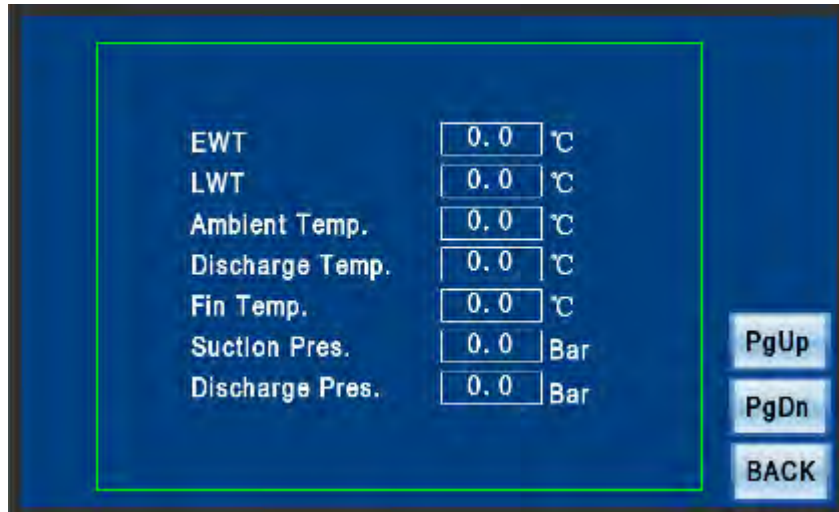 EWT 0.0 ℃
LWT 0.0 ℃
Ambient Temp. 0.0 ℃
Discharge Temp. 0.0 ℃
Fin Temp. 0.0 ℃
Suction Pres. 0.0 Bar
Discharge Pres. 0.0 Bar
PgUp
PgDn
BACK